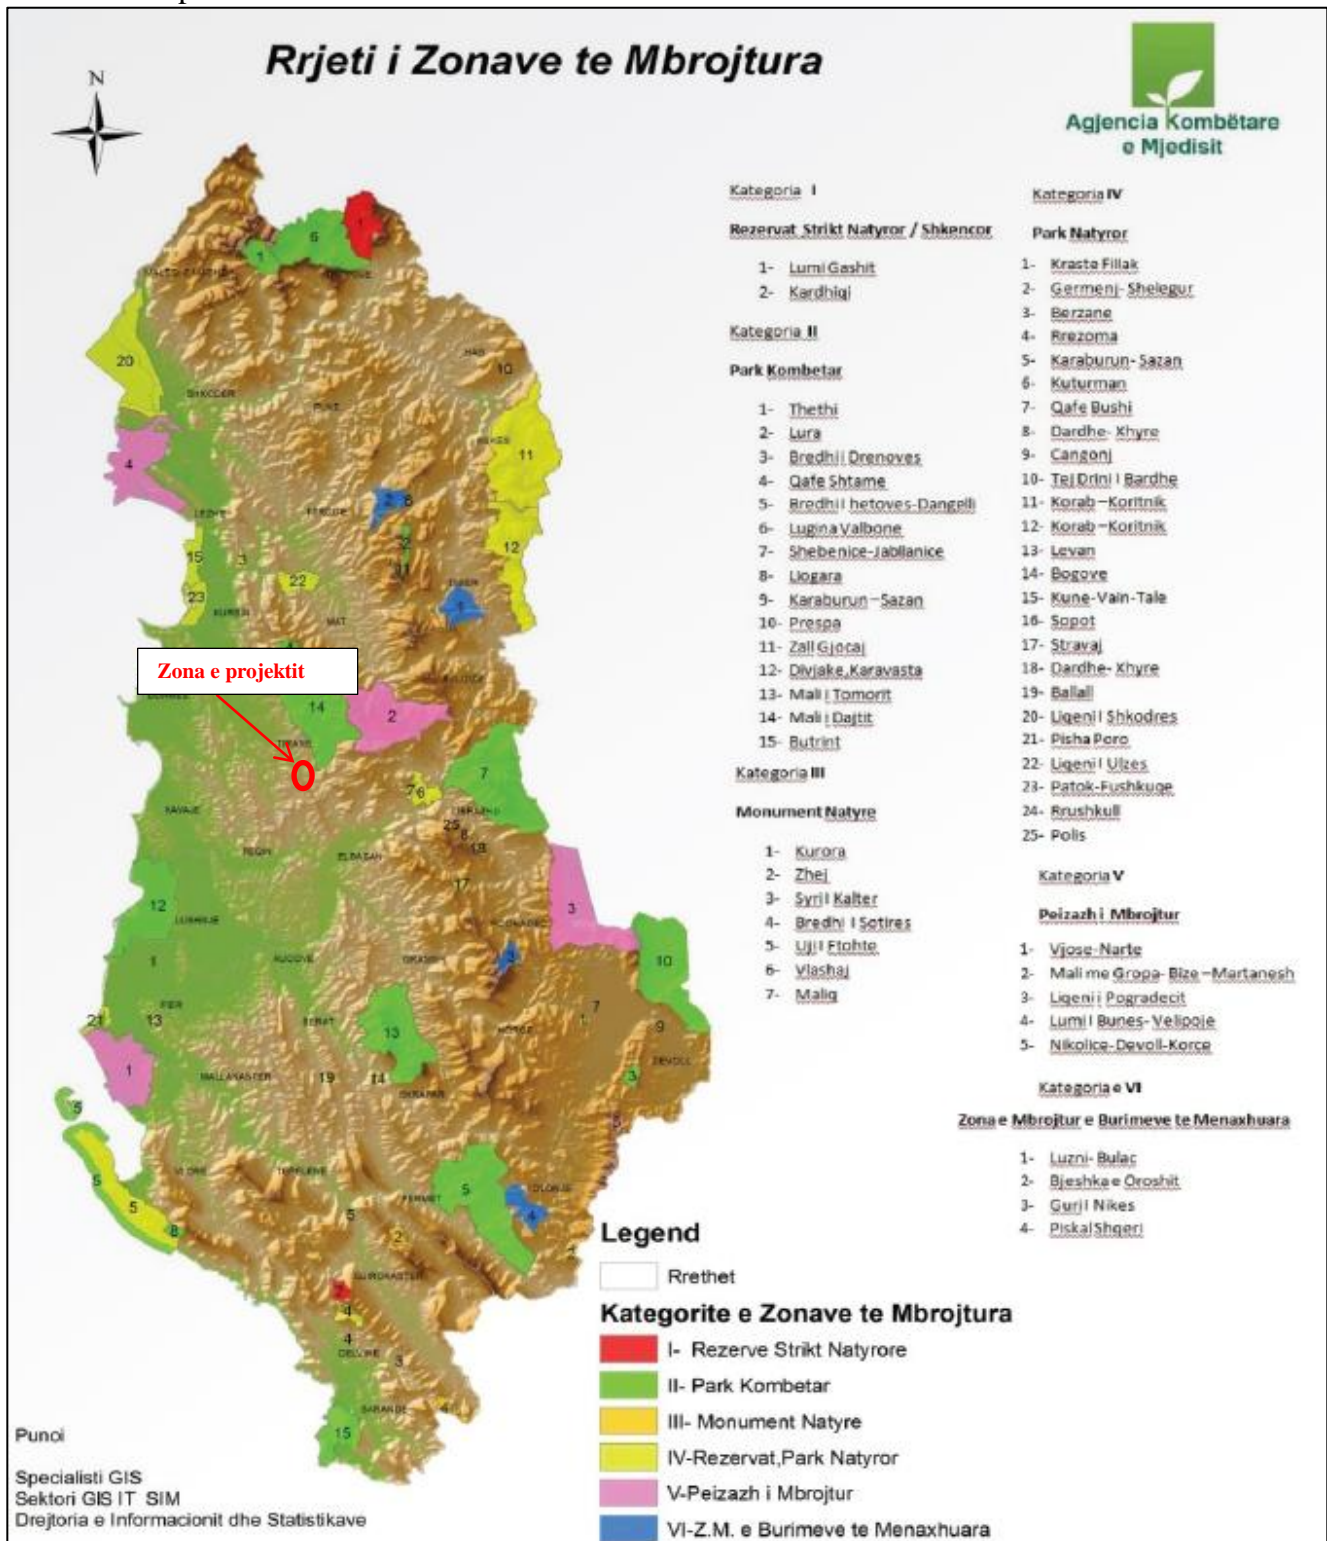 Rrjeti i Zonave te Mbrojtura
N
Agjencia Kombëtare
e Mjedisit
Kategoria I
Rezervat Strikt Natyror / Shkencor
1- Lumi Gashit
2- Kardhiqi
Kategoria II
Park Kombetar
1- Thethi
2- Lura
3- Bredhi i Drenoves
4- Qafe Shtame
5- Bredhi I hetoves-Dangelli
6- Lugina Valbone
7- Shebenice-Jabllanice
8- Llogara
9- Karaburun-Sazan
10- Prespa
11- Zall Gjocaj
12- Divjake,Karavasta
13- Mali i Tomorit
14- Mali i Dajtit
15- Butrint
Kategoria III
Monument Natyre
1- Kurora
2- Zhej
3- Syri I Kalter
4- Bredhi I Sotires
5- Uji I Ftohte
6- Vlashaj
7- Maliq
Kategoria IV
Park Natyror
1- Kraste Fillak
2- Germenj-Shelegur
3- Berzane
4- Rrezoma
5- Karaburun-Sazan
6- Kuturman
7- Qafe Bushi
8- Dardhe-Xhyre
9- Cangonj
10- Tej Drini I Bardhe
11- Korab-Koritnik
12- Korab-Koritnik
13- Levan
14- Bogove
15- Kune-Vain-Tale
16- Sopot
17- Stravaj
18- Dardhe-Xhyre
19- Ballall
20- Liqeni I Shkodres
21- Pisha Poro
22- Liqeni I Ulzes
23- Patok-Fushkuqe
24- Rrushkull
25- Polis
Kategoria V
Peizazh i Mbrojtur
1- Vjose-Narte
2- Mali me Gropa-Bize-Martanesh
3- Liqeni i Pogradecit
4- Lumi I Bunes-Velipoje
5- Nikolice-Devoll-Korce
Kategoria e VI
Zona e Mbrojtur e Burimeve te Menaxhuara
1- Luzni-Bulac
2- Bjeshka e Oroshit
3- Guri I Nikes
4- Piskal Shqeri
Zona e projektit
SHKODER
PUKE
HAS
KUKES
LEZHE
MAT
DIBER
TIRANE
KAVAJE
PEQIN
ELBASAN
LUSHNJE
KUCOVE
GRAMSH
FIER
BERAT
KORCE
DEVOLL
MALLAKASTER
SKRAPAR
VLORE
TEPELENE
PERMET
KOLONJE
GJIROKASTER
DELVINE
SARANDE
Legend
Rrethet
Kategorite e Zonave te Mbrojtura
I- Rezerve Strikt Natyrore
II- Park Kombetar
III- Monument Natyre
IV-Rezervat,Park Natyror
V-Peizazh i Mbrojtur
VI-Z.M. e Burimeve te Menaxhuara
Punoi
Specialisti GIS
Sektori GIS IT SIM
Drejtoria e Informacionit dhe Statistikave